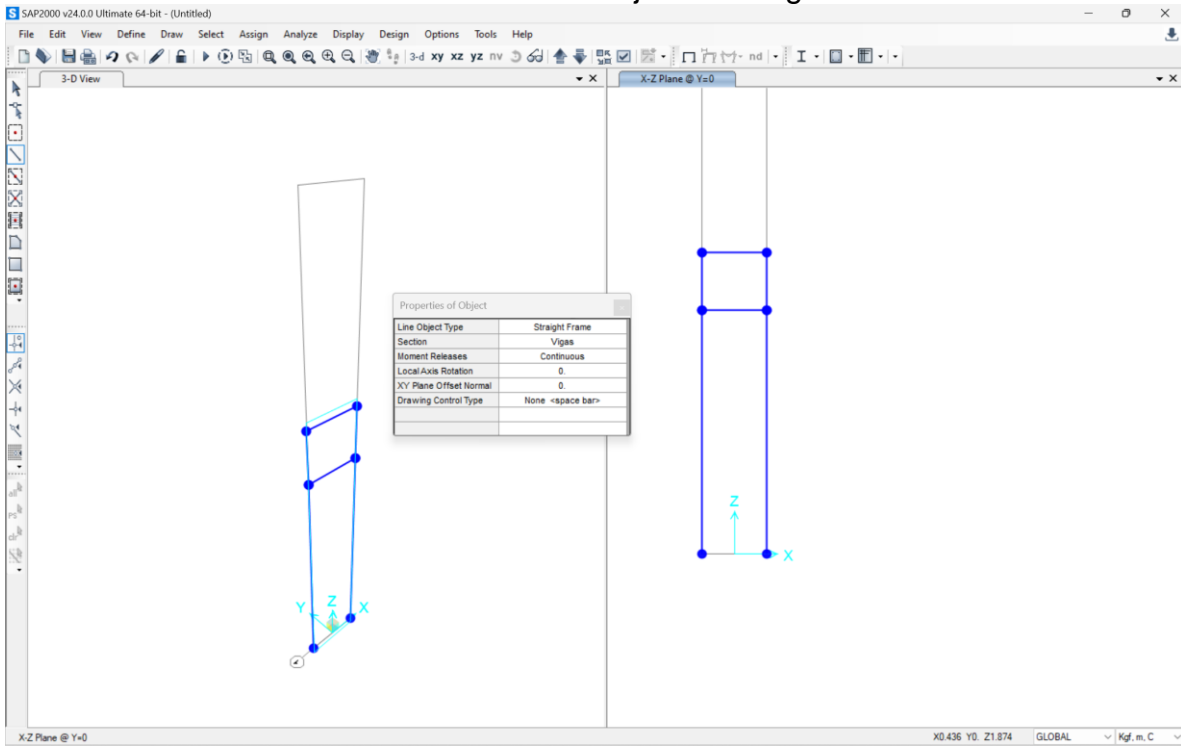 SAP2000 v24.0.0 Ultimate 64-bit - (Untitled)
File Edit View Define Draw Select Assign Analyze Display Design Options Tools Help
3-d xy xz yz nv nd
3-D View
X-Z Plane @ Y=0
Properties of Object
Line Object Type Straight Frame
Section Vigas
Moment Releases Continuous
Local Axis Rotation 0.
XY Plane Offset Normal 0.
Drawing Control Type None <space bar>
Z
X
Y Z X
all
PS
clr
X-Z Plane @ Y=0
X0.436 Y0. Z1.874 GLOBAL Kgf, m, C